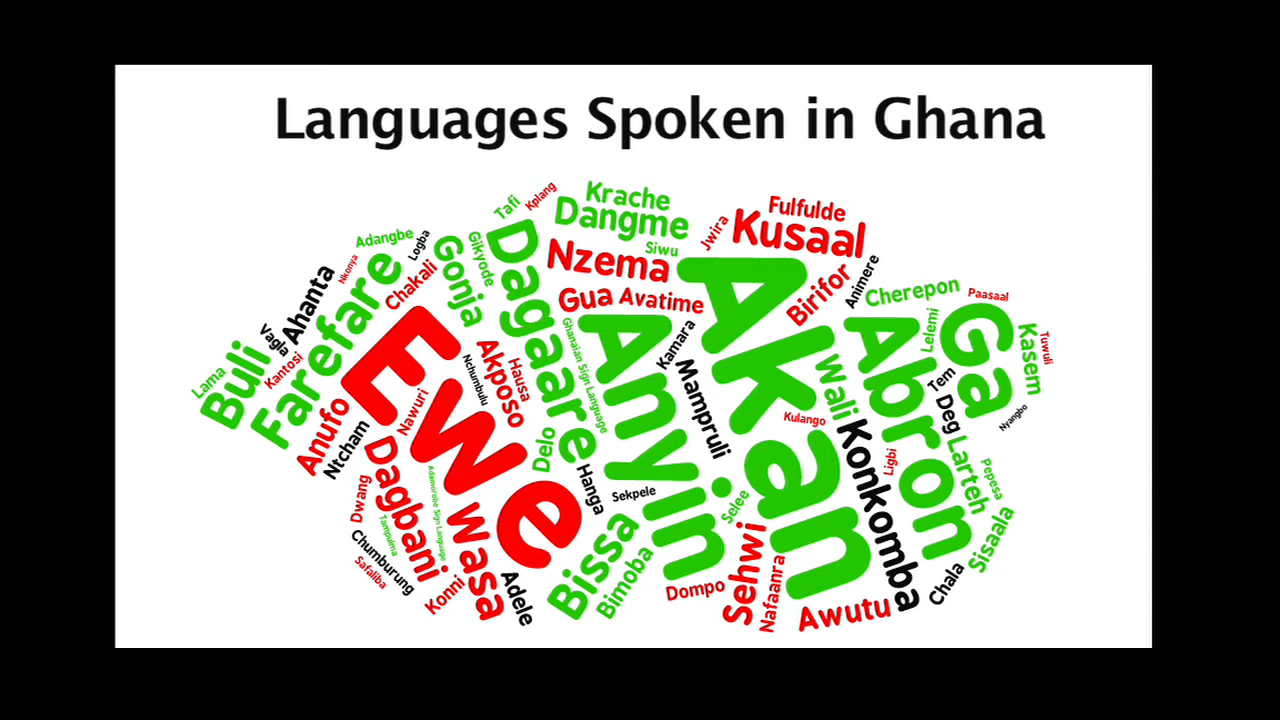 Languages Spoken in Ghana
Tafi
Kplang
Krache
Dangme
Siwu
Jwira
Fulfulde
Kusaal
Adangbe
Logba
Gonja
Gikyode
Dagaare
Nzema
Gua
Avatime
Akan
Birifor
Animere
Cherepon
Paasaal
Ahanta
Nkonya
Chakali
Farefare
Vagla
Kantosi
Lama
Buli
Ewe
Akposo
Hausa
Nchumbulu
Ghanaian Sign Language
Anyin
Kamara
Mampruli
Kulango
Wali
Abron
Lelemi
Ga
Kasem
Tuwuli
Tem
Deg
Nyangbo
Anufo
Ntcham
Nawuri
Dagbani
Adamorobe Sign Language
Delo
Hanga
Sekpele
Selee
Konkomba
Ligbi
Larteh
Pepesa
Sisaala
Dwang
Tampulma
Chumburung
Safaliba
Wasa
Konni
Adele
Bissa
Bimoba
Dompo
Sehwi
Nafaanra
Awutu
Chala